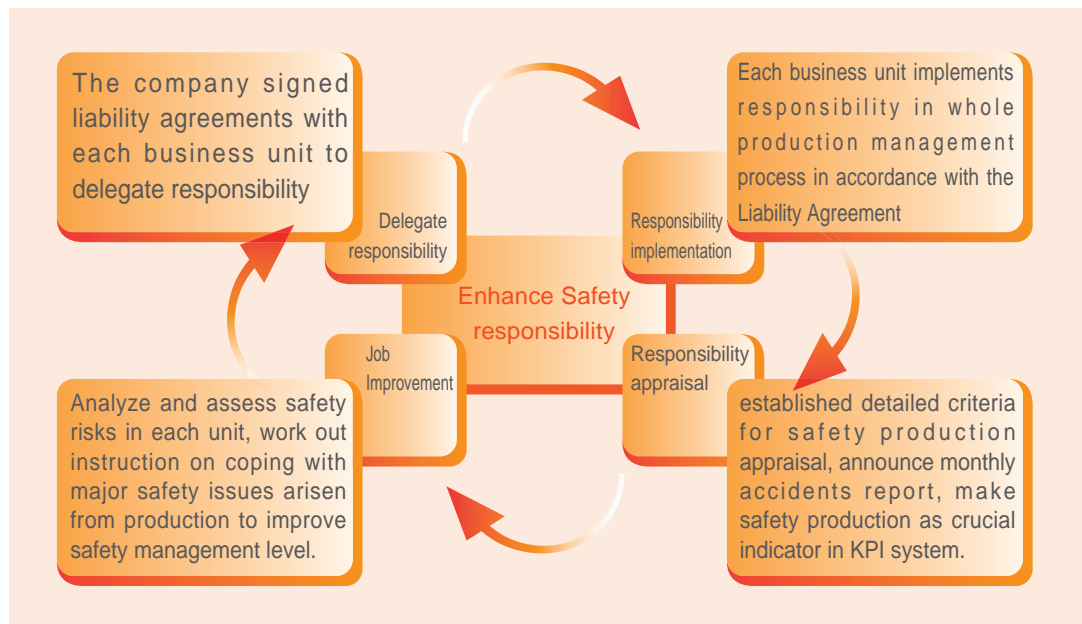 The company signed
liability agreements with
each business unit to
delegate responsibility
Delegate
responsibility
Each business unit implements
responsibility in whole
production management
process in accordance with the
Liability Agreement
Responsibility
implementation
Enhance Safety
responsibility
Job
Improvement
Analyze and assess safety
risks in each unit, work out
instruction on coping with
major safety issues arisen
from production to improve
safety management level.
Responsibility
appraisal
established detailed criteria
for safety production
appraisal, announce monthly
accidents report, make
safety production as crucial
indicator in KPI system.